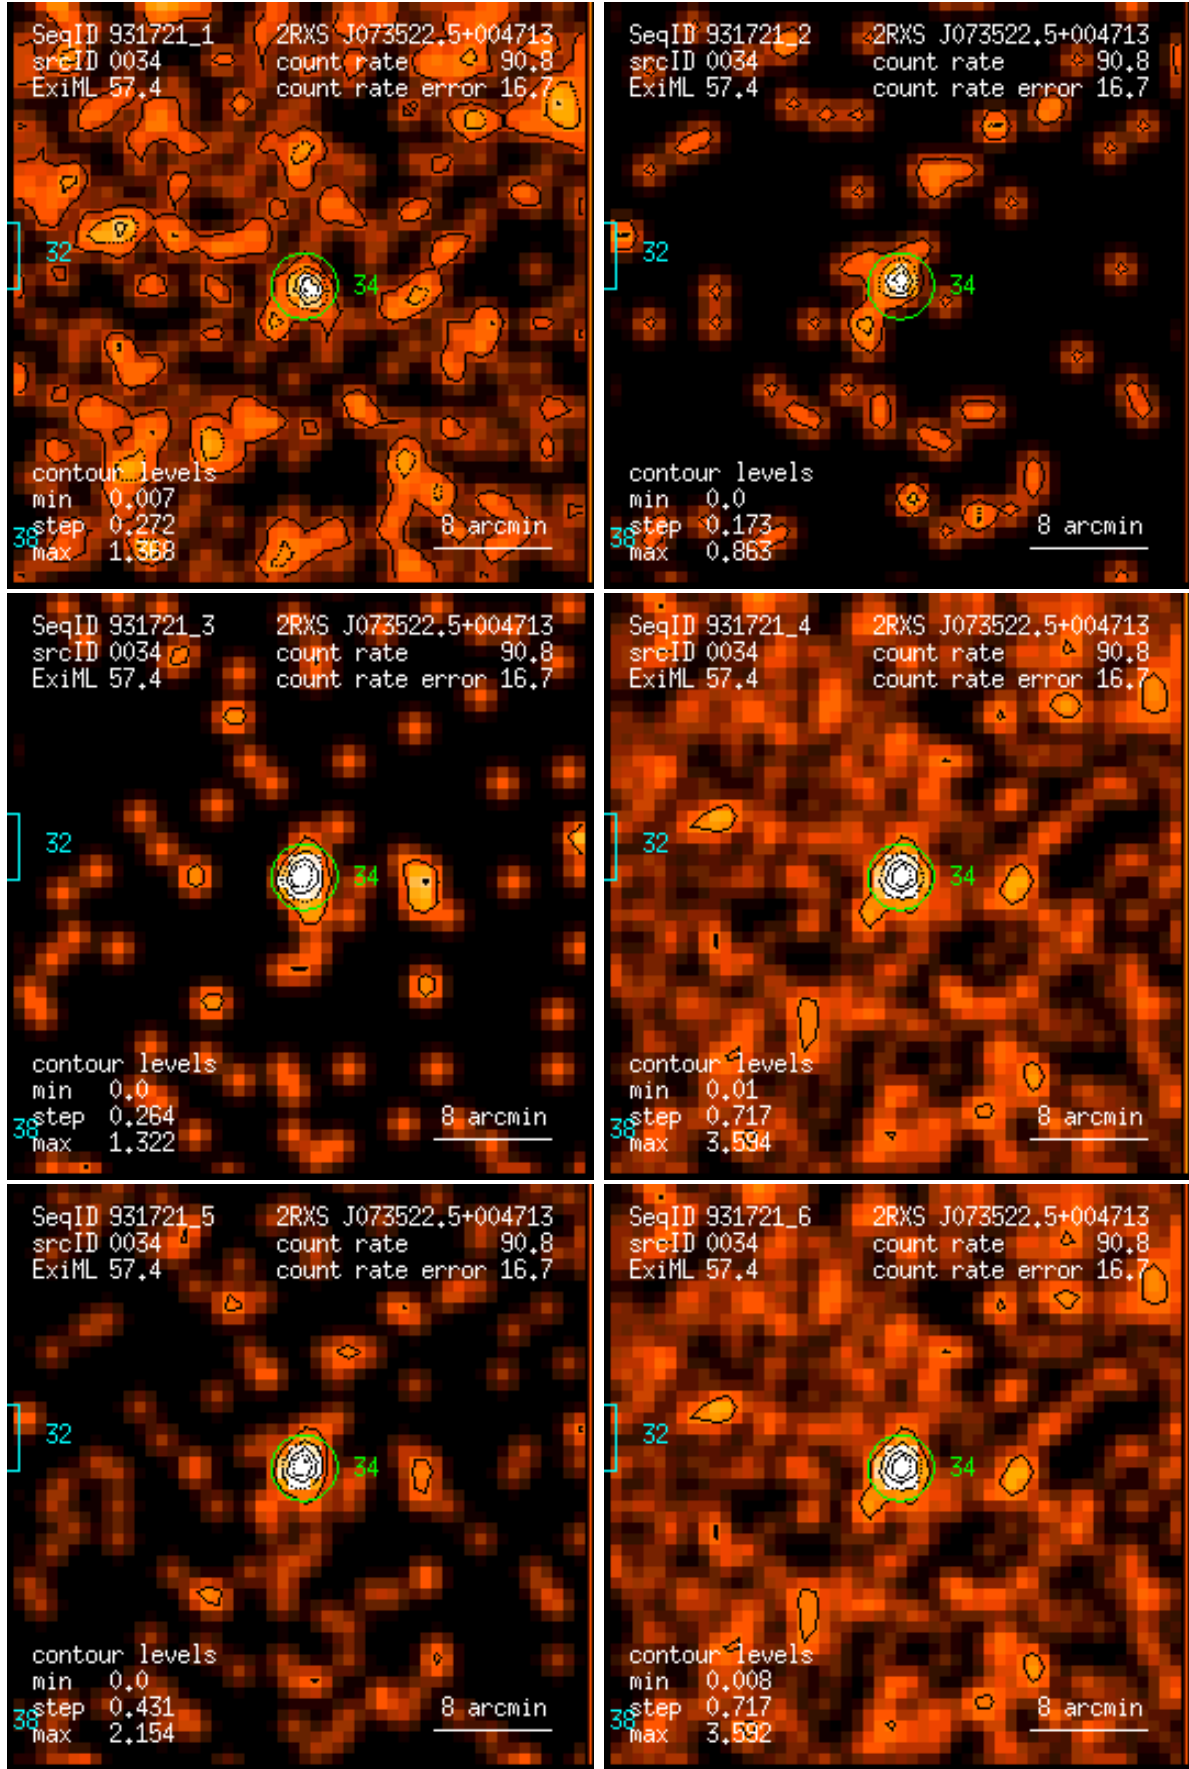 SeqID 931721_1 2RXS J073522.5+004713
srcID 0034 count rate 90.8
ExiML 57.4 count rate error 16.7
32
34
contour levels
min 0.007
step 0.272 8 arcmin
38
max 1.368
SeqID 931721_2 2RXS J073522.5+004713
srcID 0034 count rate 90.8
ExiML 57.4 count rate error 16.7
32
34
contour levels
min 0.0
step 0.173 8 arcmin
38
max 0.863
SeqID 931721_3 2RXS J073522.5+004713
srcID 0034 count rate 90.8
ExiML 57.4 count rate error 16.7
32
34
contour levels
min 0.0
step 0.264 8 arcmin
38
max 1.322
SeqID 931721_4 2RXS J073522.5+004713
srcID 0034 count rate 90.8
ExiML 57.4 count rate error 16.7
32
34
contour levels
min 0.01
step 0.717 8 arcmin
38
max 3.594
SeqID 931721_5 2RXS J073522.5+004713
srcID 0034 count rate 90.8
ExiML 57.4 count rate error 16.7
32
34
contour levels
min 0.0
step 0.431 8 arcmin
38
max 2.154
SeqID 931721_6 2RXS J073522.5+004713
srcID 0034 count rate 90.8
ExiML 57.4 count rate error 16.7
32
34
contour levels
min 0.008
step 0.717 8 arcmin
38
max 3.592